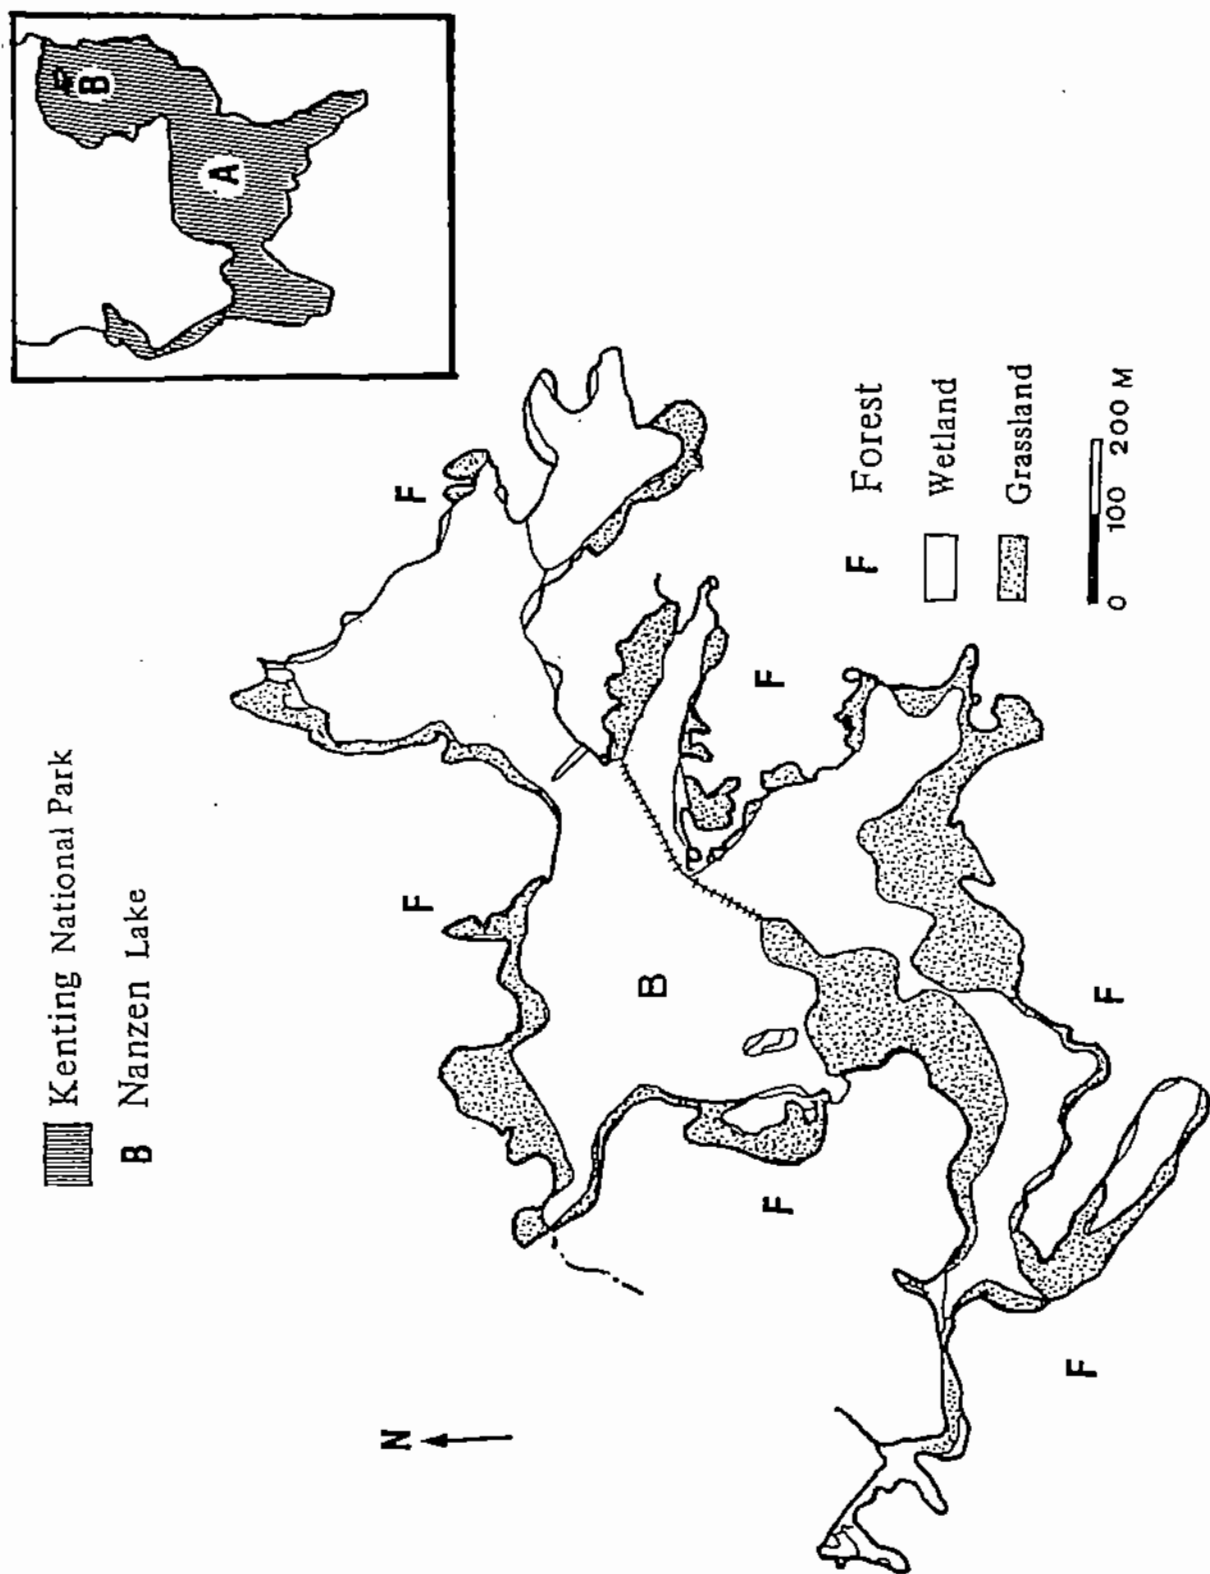 Kenting National Park
B Nanzen Lake
B
A
F
F
B
P
F
F
F
F
N
F Forest
Wetland
Grassland
0 100 200 M